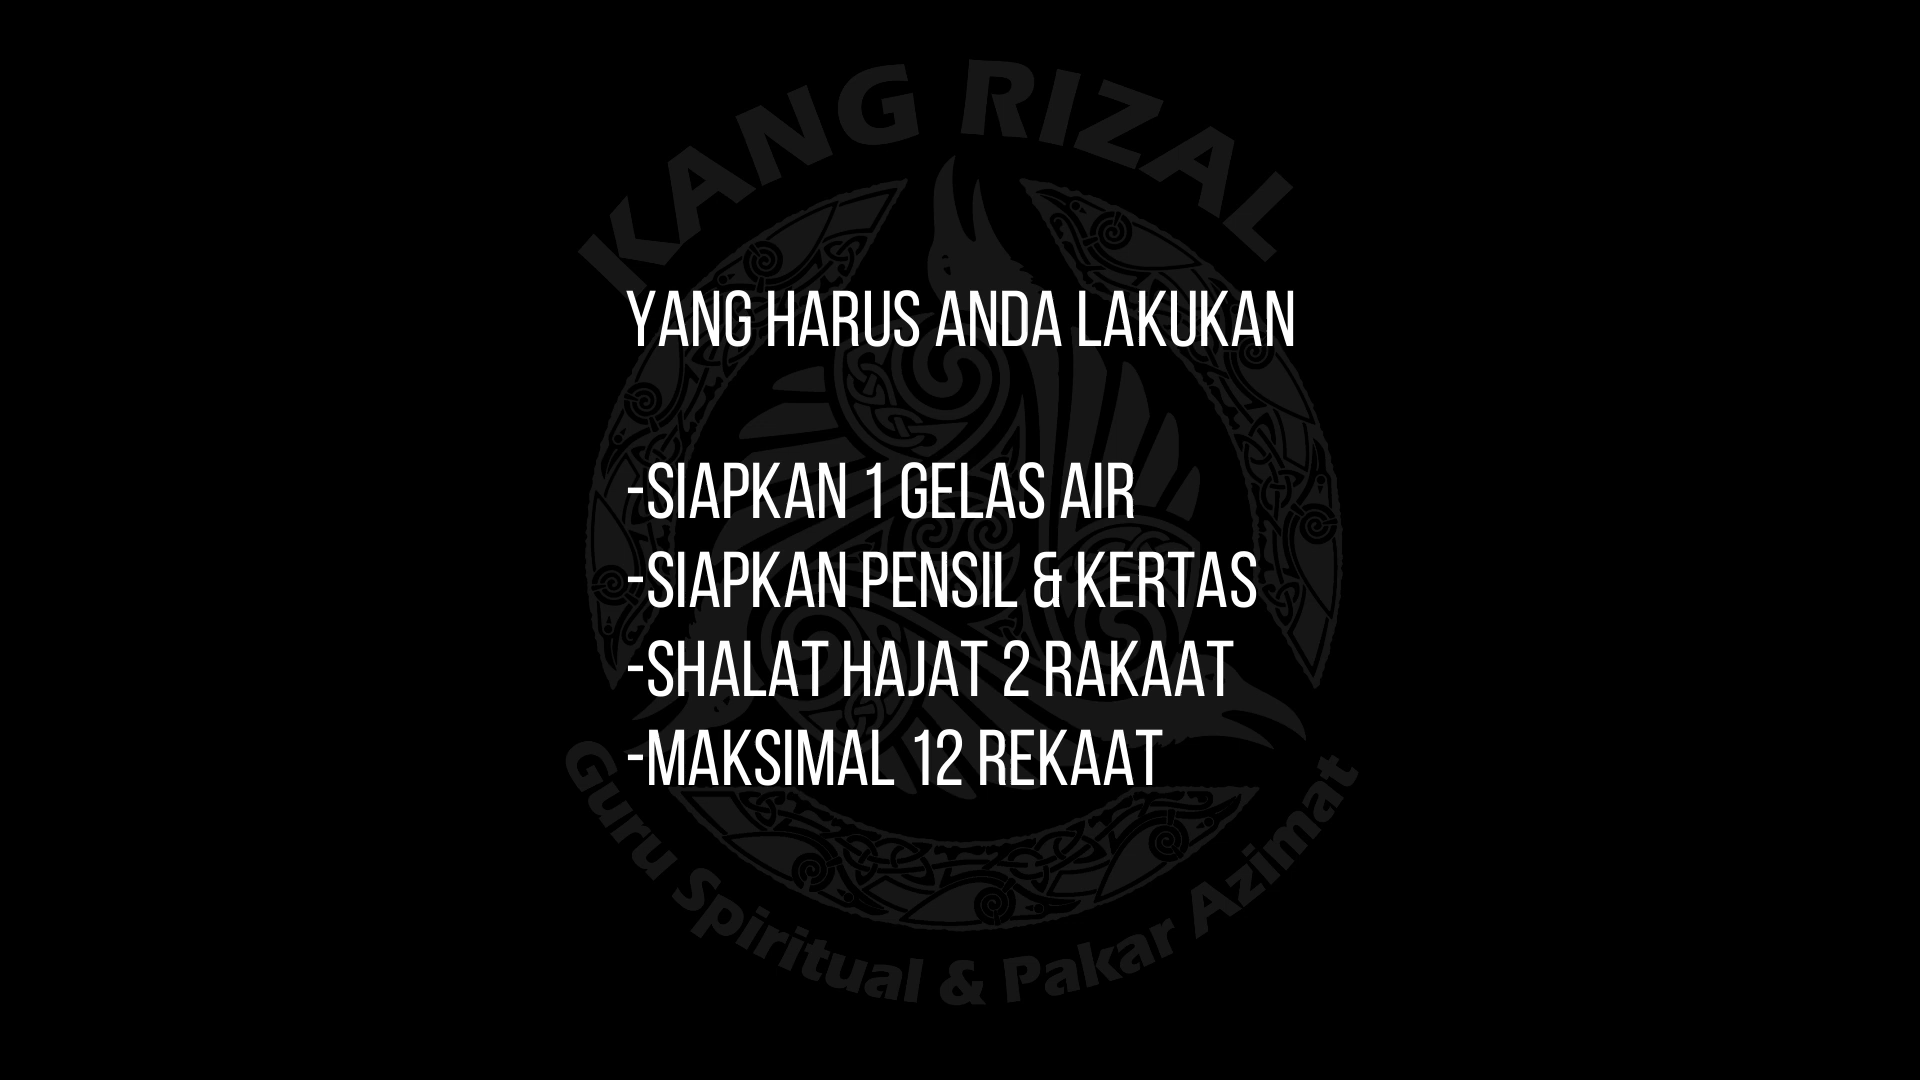 KANG RIZAL
YANG HARUS ANDA LAKUKAN
-SIAPKAN 1 GELAS AIR
-SIAPKAN PENSIL & KERTAS
-SHALAT HAJAT 2 RAKAAT
-MAKSIMAL 12 REKAAT
Guru Spiritual & Pakar Azimat